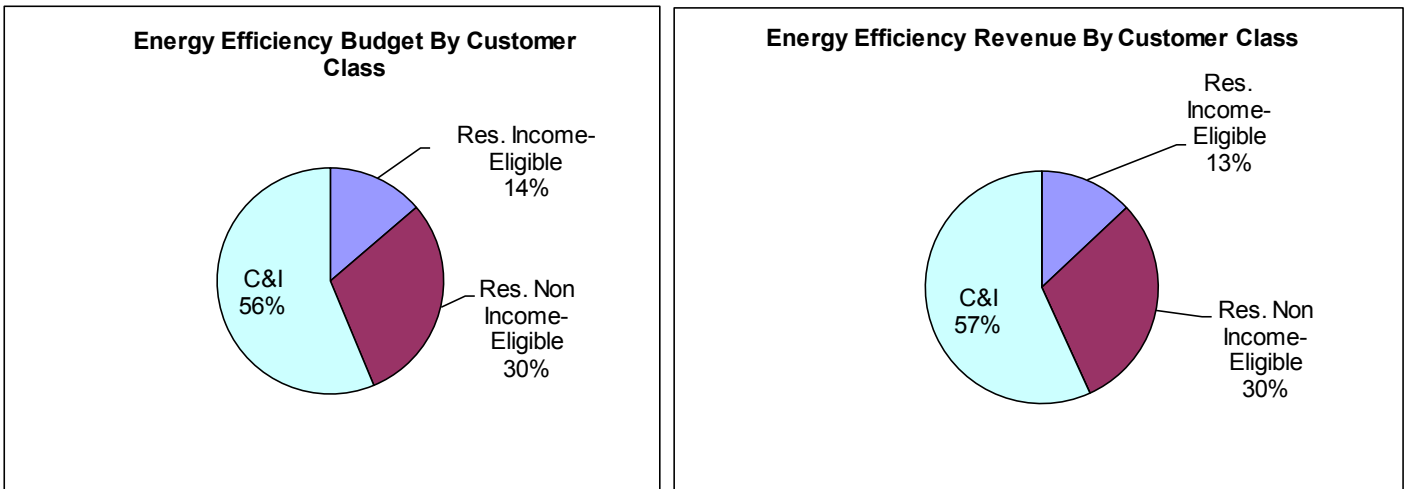 Energy Efficiency Budget By Customer
Class
Res. Income-
Eligible
14%
C&I
56%
Res. Non
Income-
Eligible
30%
Energy Efficiency Revenue By Customer Class
Res.
Income-
Eligible
13%
C&I
57%
Res. Non
Income-
Eligible
30%